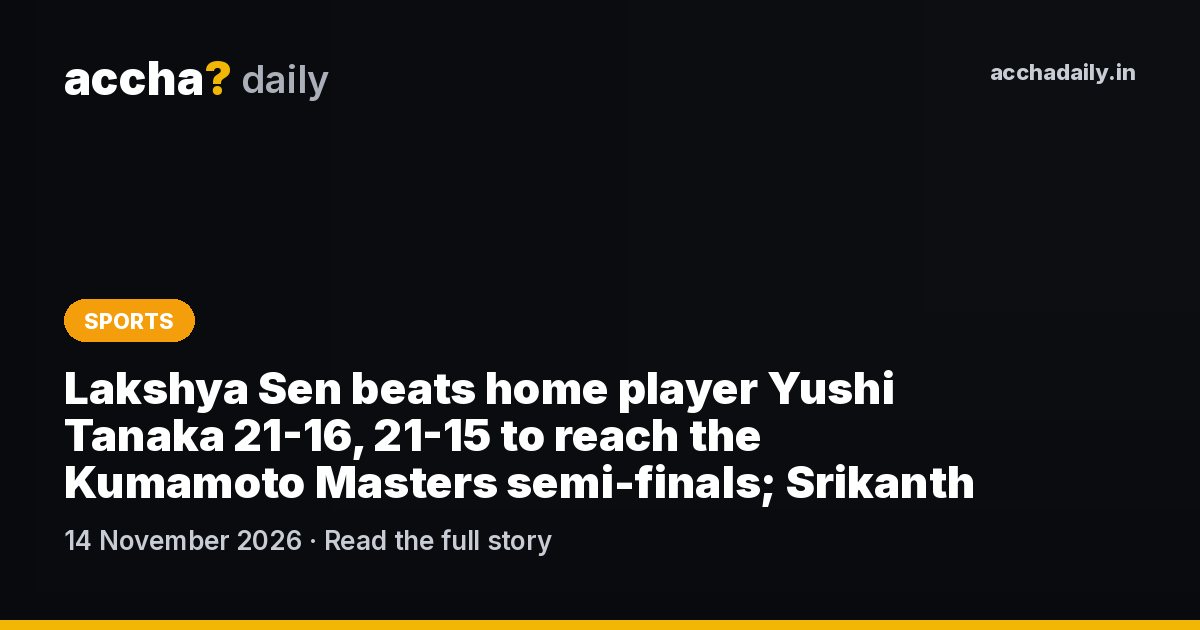 accha? daily
acchadaily.in
SPORTS
Lakshya Sen beats home player Yushi
Tanaka 21-16, 21-15 to reach the
Kumamoto Masters semi-finals; Srikanth
14 November 2026 · Read the full story